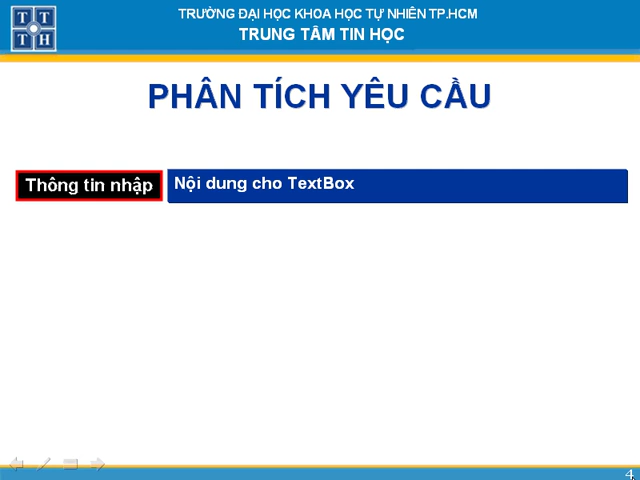 T T
T H
TRƯỜNG ĐẠI HỌC KHOA HỌC TỰ NHIÊN TP.HCM
TRUNG TÂM TIN HỌC
PHÂN TÍCH YÊU CẦU
Thông tin nhập
Nội dung cho TextBox
4